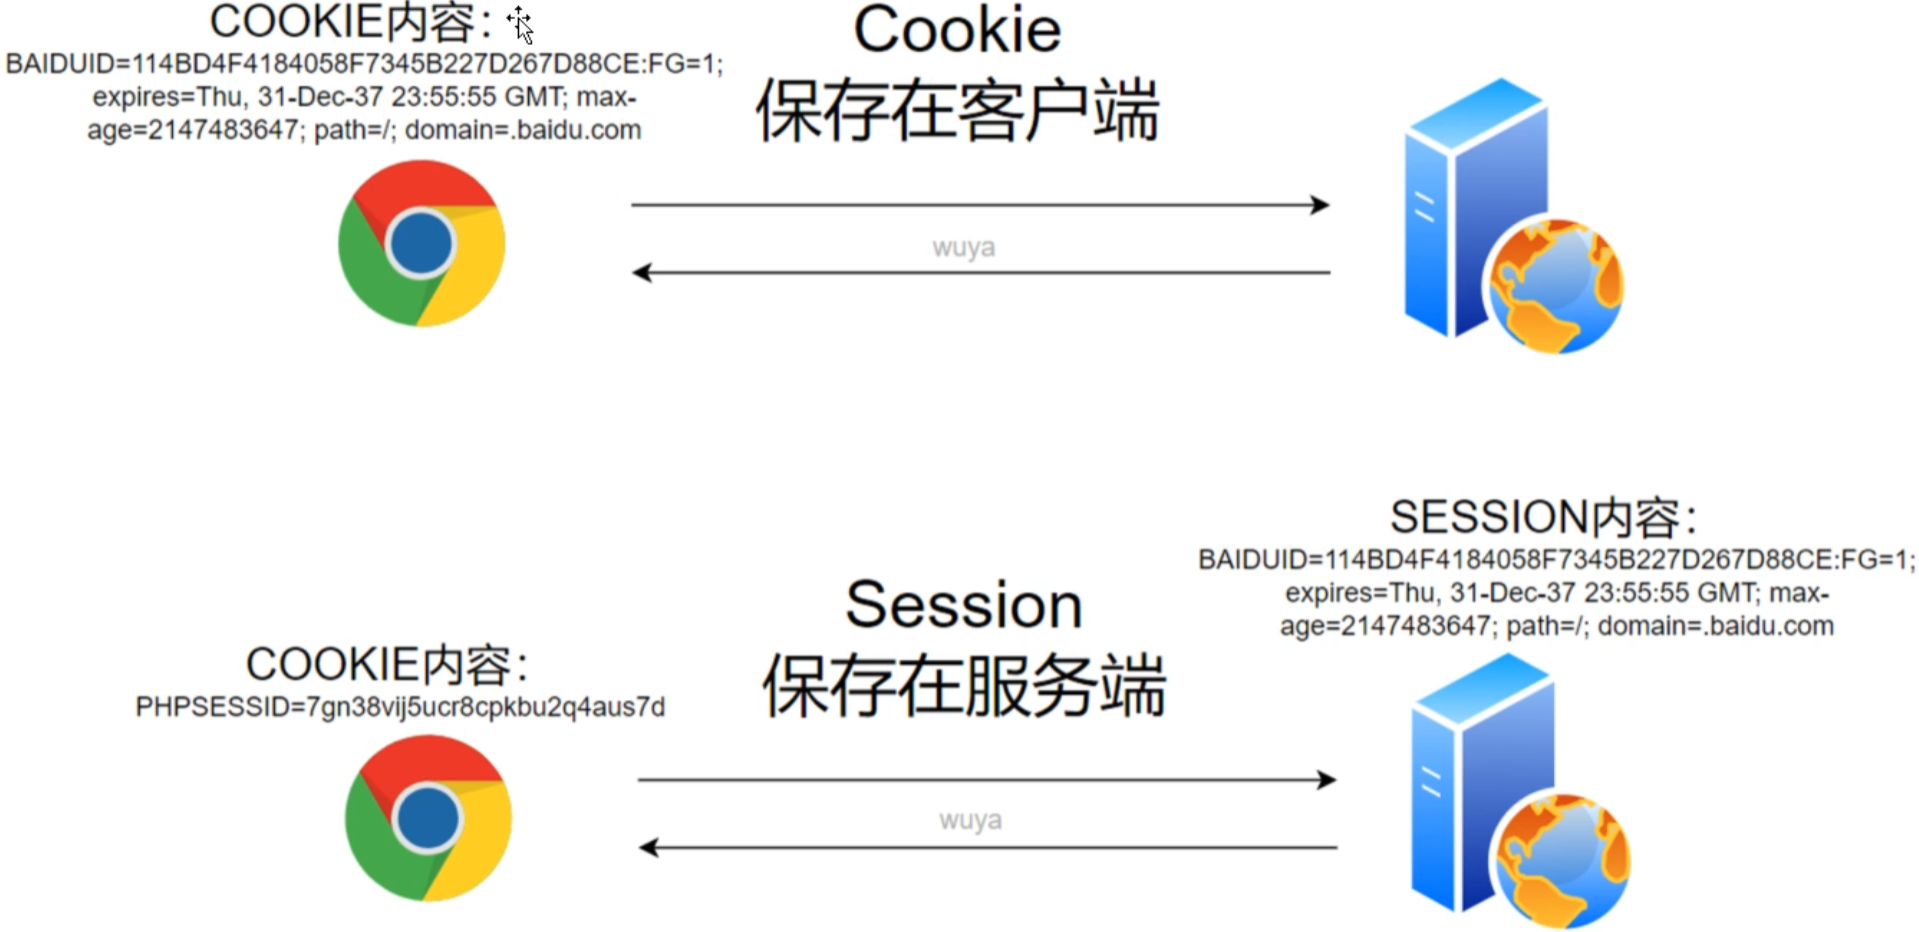 COOKIE内容：
BAIDUID=114BD4F4184058F7345B227D267D88CE:FG=1;
expires=Thu, 31-Dec-37 23:55:55 GMT; max-
age=2147483647; path=/; domain=.baidu.com
Cookie
保存在客户端
wuya
SESSION内容：
BAIDUID=114BD4F4184058F7345B227D267D88CE:FG=1;
expires=Thu, 31-Dec-37 23:55:55 GMT; max-
age=2147483647; path=/; domain=.baidu.com
Session
保存在服务端
COOKIE内容：
PHPSESSID=7gn38vij5ucr8cpkbu2q4aus7d
wuya